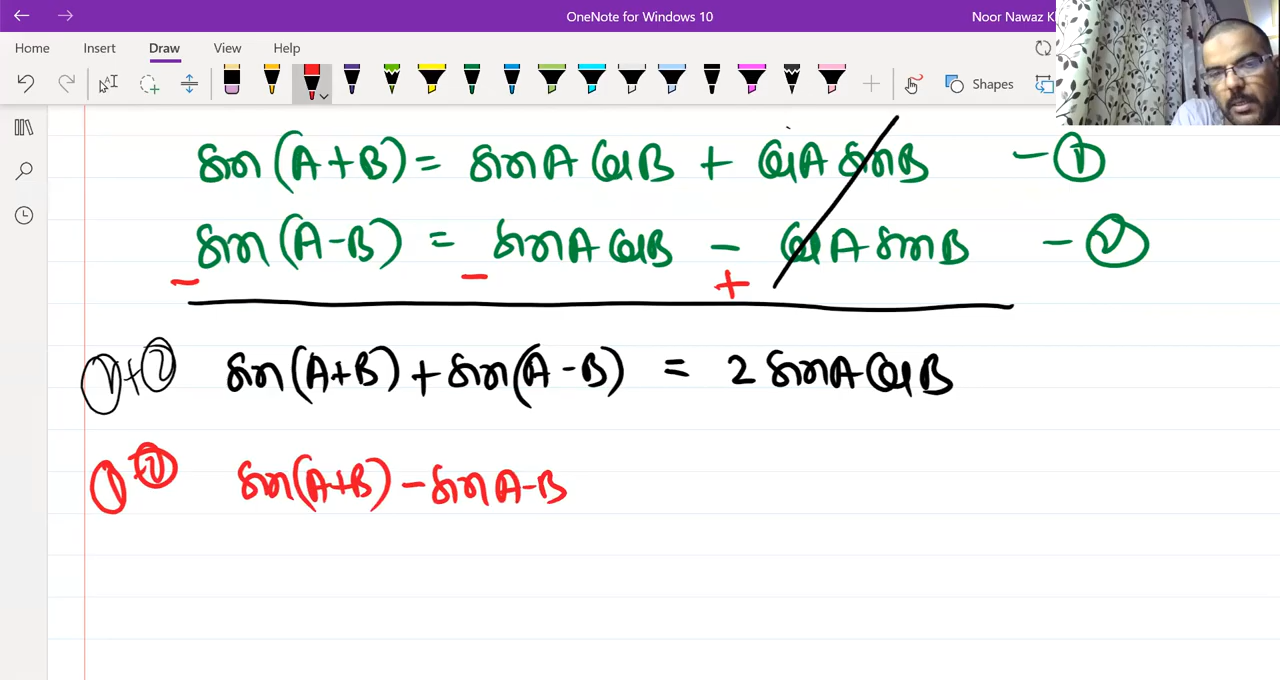 OneNote for Windows 10
Noor Nawaz
Home Insert Draw View Help
Shapes
sin(A+B) = sinA cosB + cosA sinB - ①
sin(A-B) = sinA cosB - cosA sinB - ②
- - +
①+② sin(A+B) + sin(A-B) = 2 sinA cosB
①-② sin(A+B) - sinA-B